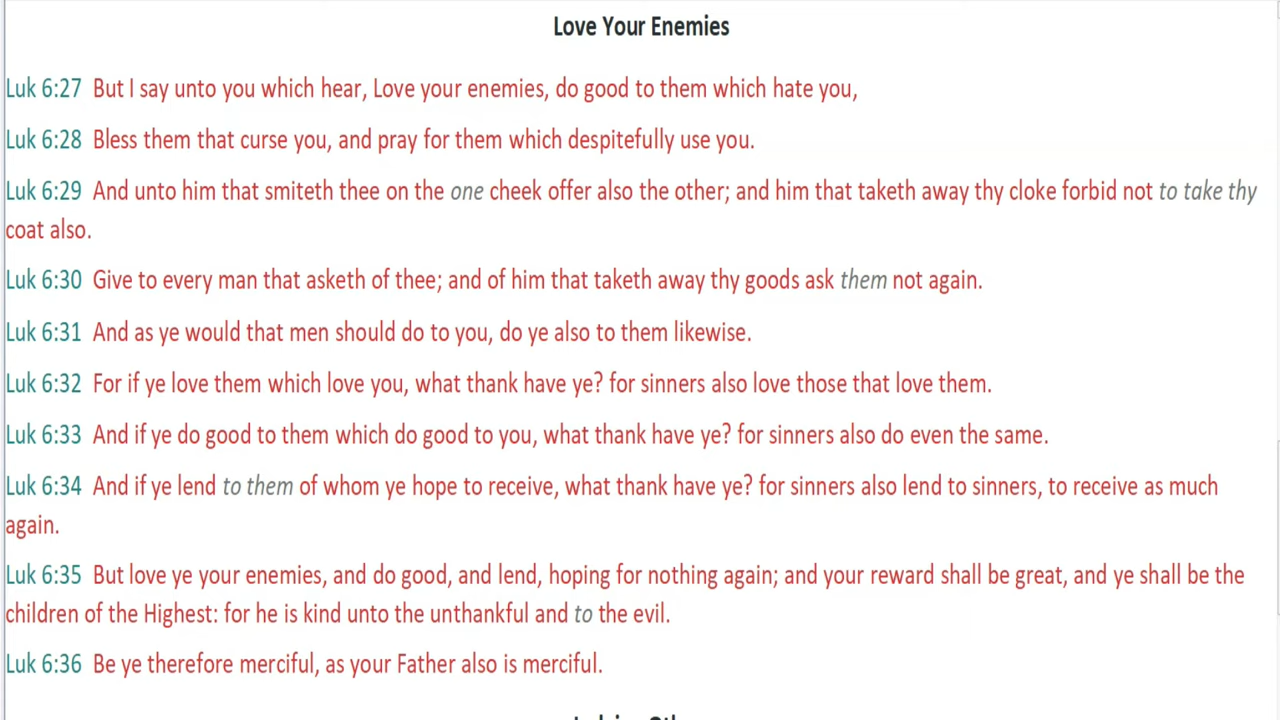 Love Your Enemies
Luk 6:27 But I say unto you which hear, Love your enemies, do good to them which hate you,
Luk 6:28 Bless them that curse you, and pray for them which despitefully use you.
Luk 6:29 And unto him that smiteth thee on the one cheek offer also the other; and him that taketh away thy cloke forbid not to take thy
coat also.
Luk 6:30 Give to every man that asketh of thee; and of him that taketh away thy goods ask them not again.
Luk 6:31 And as ye would that men should do to you, do ye also to them likewise.
Luk 6:32 For if ye love them which love you, what thank have ye? for sinners also love those that love them.
Luk 6:33 And if ye do good to them which do good to you, what thank have ye? for sinners also do even the same.
Luk 6:34 And if ye lend to them of whom ye hope to receive, what thank have ye? for sinners also lend to sinners, to receive as much
again.
Luk 6:35 But love ye your enemies, and do good, and lend, hoping for nothing again; and your reward shall be great, and ye shall be the
children of the Highest: for he is kind unto the unthankful and to the evil.
Luk 6:36 Be ye therefore merciful, as your Father also is merciful.